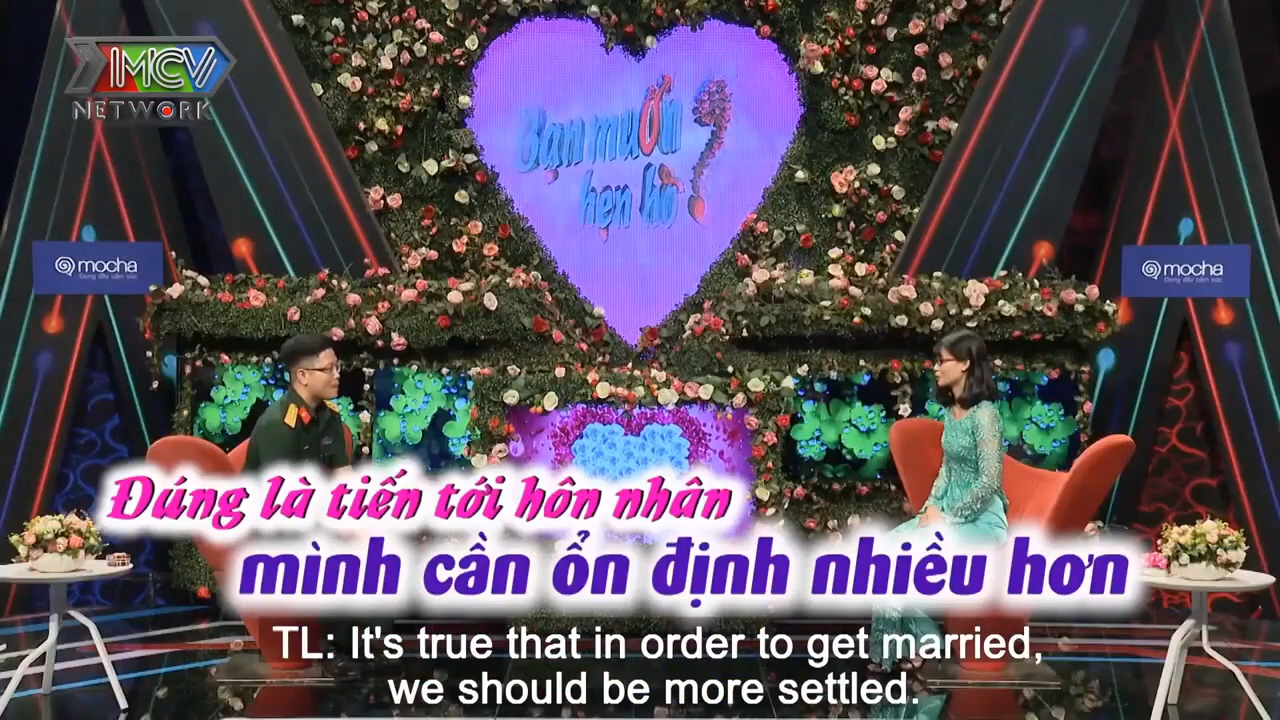 MCV
NETWORK
Bạn muốn
hẹn hò ?
mocha
mocha
Đúng là tiến tới hôn nhân
mình cần ổn định nhiều hơn
TL: It's true that in order to get married,
we should be more settled.